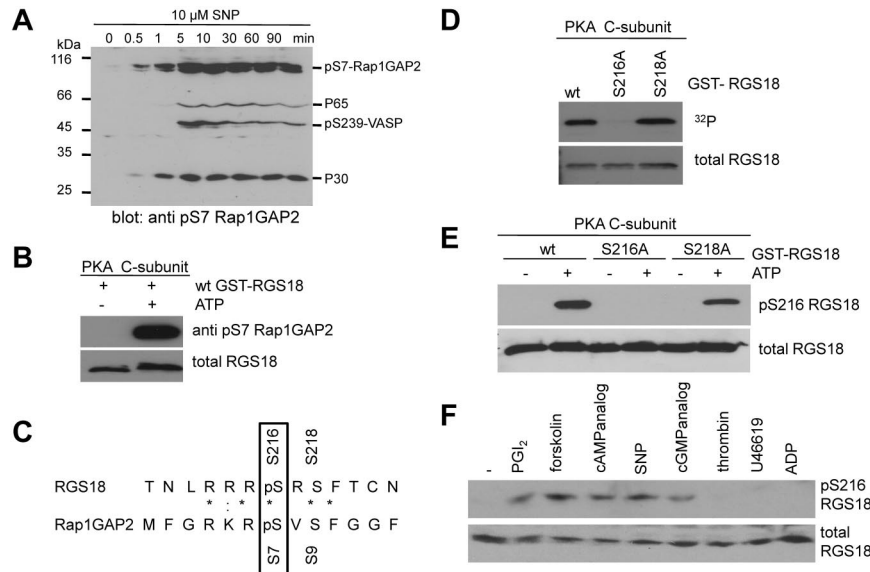 A
10 µM SNP
kDa 0 0.5 1 5 10 30 60 90 min
116
66
45
35
25
pS7-Rap1GAP2
P65
pS239-VASP
P30
blot: anti pS7 Rap1GAP2
B
PKA C-subunit
+ + wt GST-RGS18
- + ATP
anti pS7 Rap1GAP2
total RGS18
C
S216 S218
RGS18 T N L R R R pS R S F T C N
* : * * * *
Rap1GAP2 M F G R K R pS V S F G G F
S7 S9
D
PKA C-subunit
wt S216A S218A GST- RGS18
32P
total RGS18
E
PKA C-subunit
wt S216A S218A GST-RGS18
- + - + - + ATP
pS216 RGS18
total RGS18
F
- PGI2 forskolin cAMPanalog SNP cGMPanalog thrombin U46619 ADP
pS216
RGS18
total
RGS18